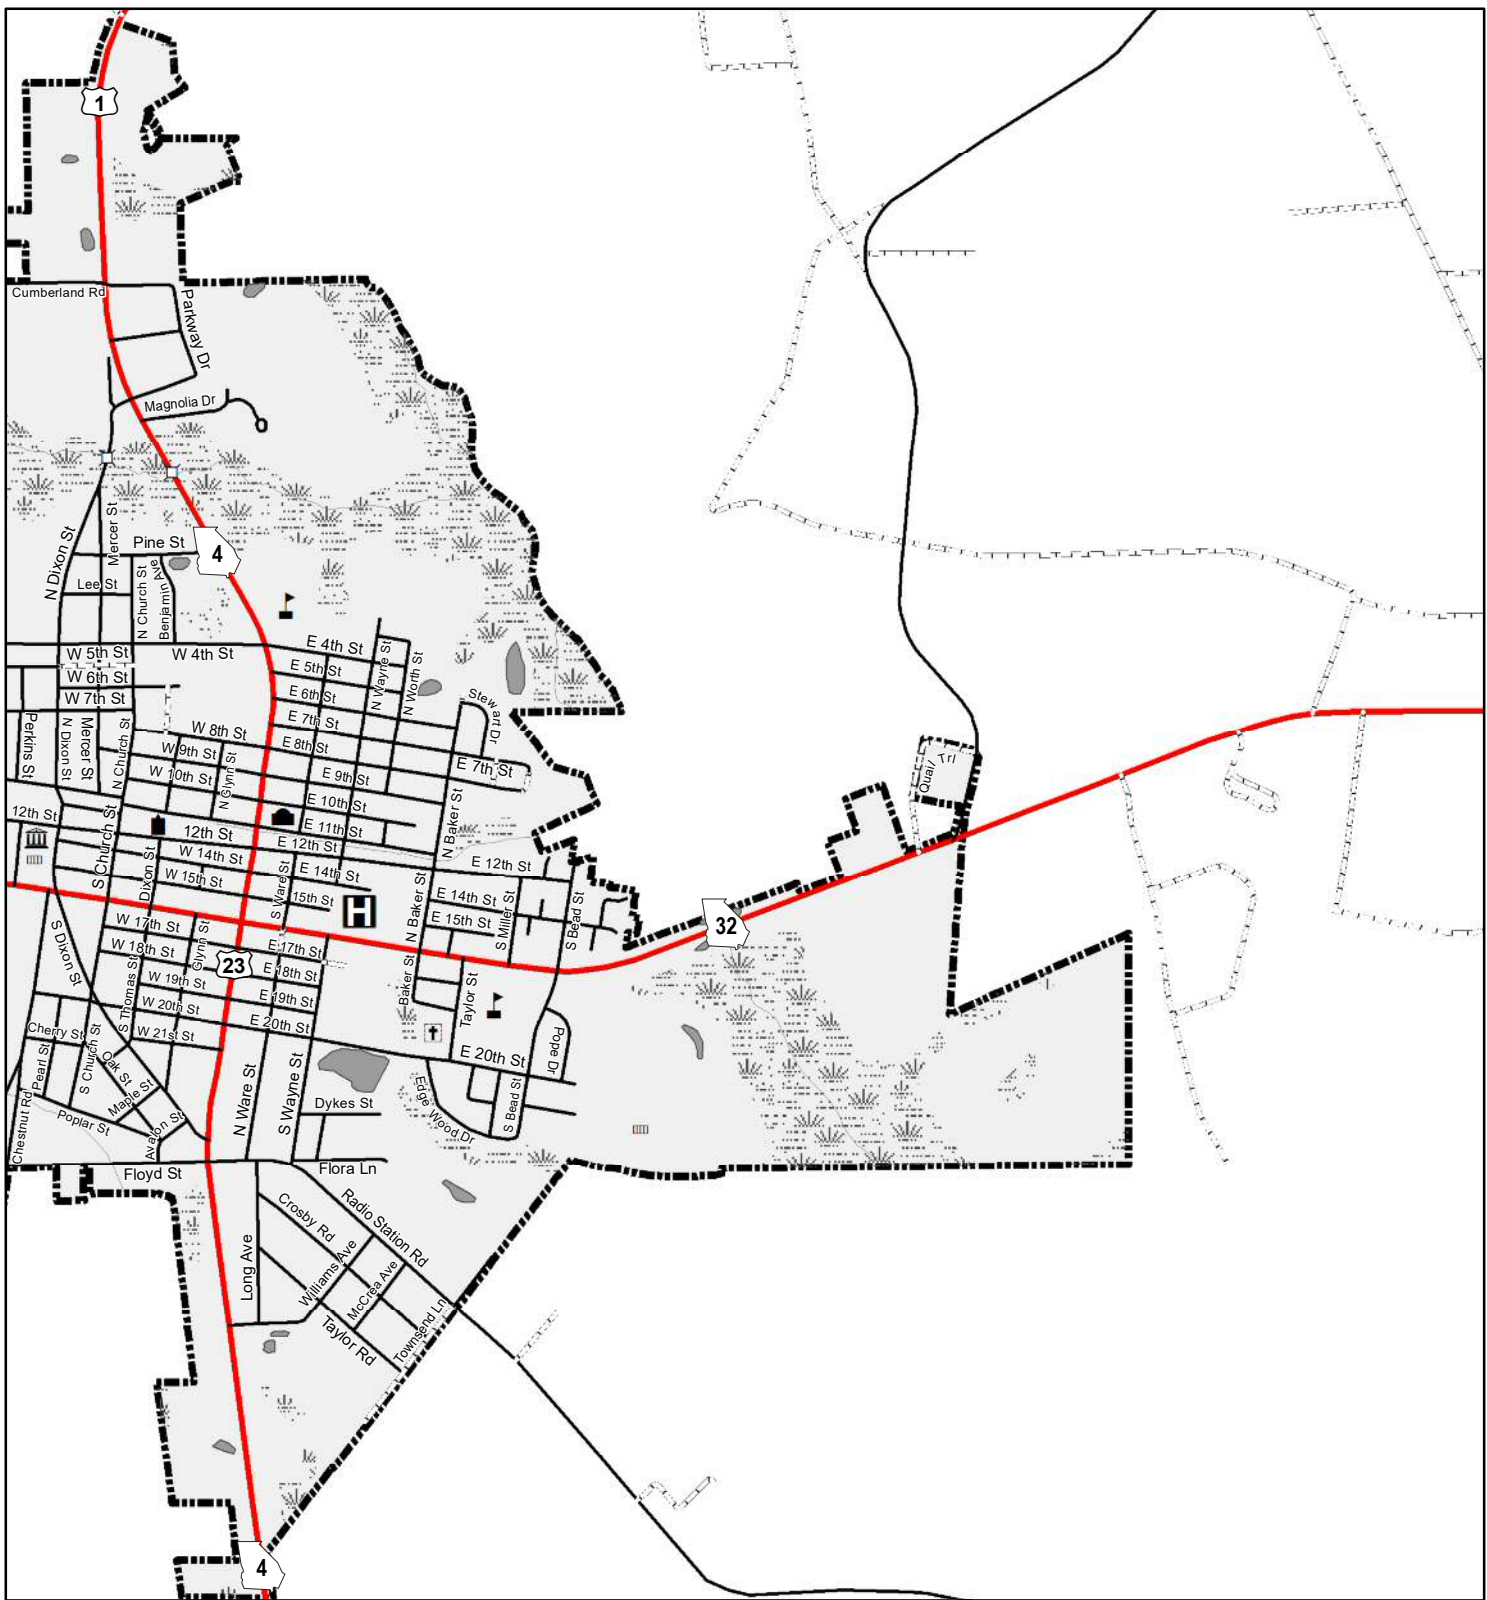 1
Cumberland Rd
Parkway Dr
Magnolia Dr
N Dixon St
Mercer St
Pine St
4
Lee St
N Church St
Benjamin Ave
W 5th St
W 4th St
E 4th St
W 6th St
E 5th St
N Wayne St
N Worth St
W 7th St
E 6th St
Stewart Dr
Perkins St
N Dixon St
Mercer St
N Church St
W 8th St
E 7th St
W 9th St
E 8th St
E 7th St
Quail Trl
W 10th St
N Glynn St
E 9th St
E 10th St
N Baker St
12th St
S Church St
12th St
E 11th St
E 12th St
E 12th St
Dixon St
W 14th St
W 15th St
S Ware St
E 14th St
15th St
H
N Baker St
E 14th St
E 15th St
S Miller St
S Bead St
32
S Dixon St
W 17th St
Glynn St
E 17th St
W 18th St
23
E 18th St
S Thomas St
W 19th St
E 19th St
Baker St
Taylor St
W 20th St
E 20th St
Cherry St
Pearl St
S Church St
W 21st St
E 20th St
Pope Dr
Oak St
Maple St
N Ware St
S Wayne St
Dykes St
Edge Wood Dr
S Bead St
Chestnut Rd
Poplar St
Avalon St
Floyd St
Flora Ln
Crosby Rd
Radio Station Rd
Long Ave
Williams Ave
McCrea Ave
Taylor Rd
Townsend Ln
4